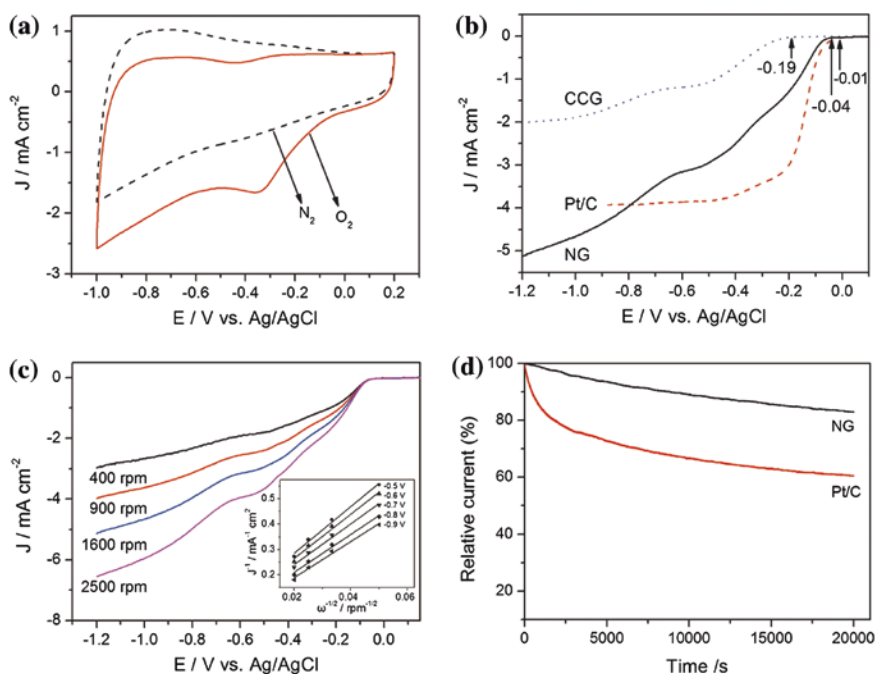 (a)
1
0
-1
-2
-3
J / mA cm-2
N2
O2
-1.0 -0.8 -0.6 -0.4 -0.2 0.0 0.2
E / V vs. Ag/AgCl
(b)
0
-1
-2
-3
-4
-5
J / mA cm-2
-0.19
-0.01
-0.04
CCG
Pt/C
NG
-1.2 -1.0 -0.8 -0.6 -0.4 -0.2 0.0
E / V vs. Ag/AgCl
(c)
0
-2
-4
-6
-8
J / mA cm-2
400 rpm
900 rpm
1600 rpm
2500 rpm
-0.5 V
-0.6 V
-0.7 V
-0.8 V
-0.9 V
0.5
0.4
0.3
0.2
J-1 / mA-1 cm2
0.02 0.04 0.06
ω-1/2 / rpm-1/2
-1.2 -1.0 -0.8 -0.6 -0.4 -0.2 0.0
E / V vs. Ag/AgCl
(d)
100
80
60
40
20
Relative current (%)
NG
Pt/C
0 5000 10000 15000 20000
Time /s